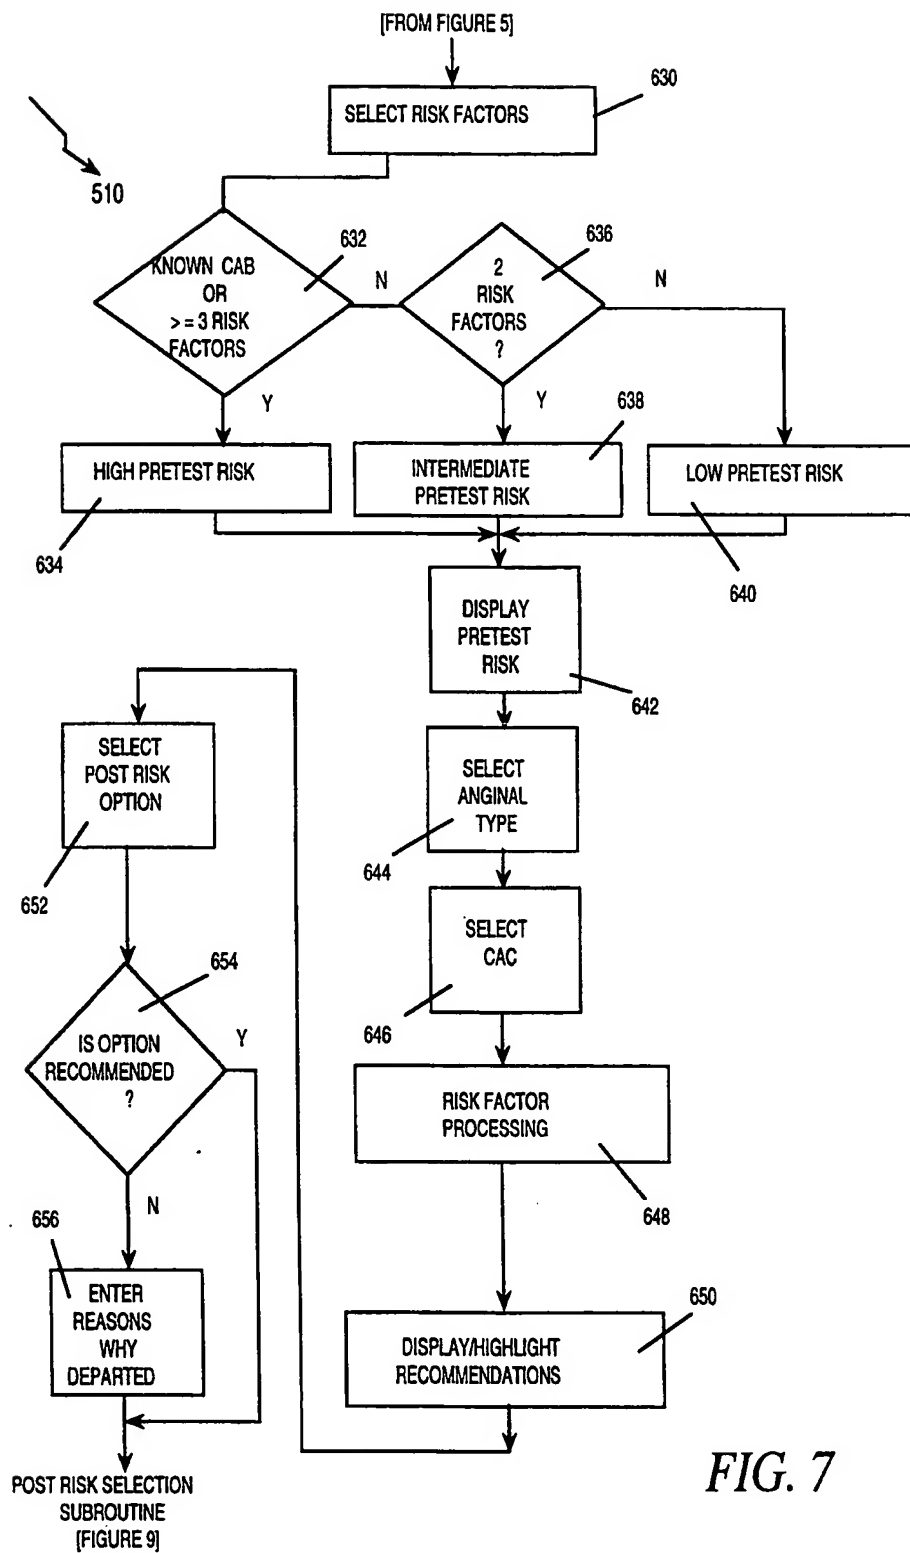 [FROM FIGURE 5]
630
SELECT RISK FACTORS
510
632
KNOWN CAB
OR
>=3 RISK
FACTORS
N
636
2
RISK
FACTORS
?
N
Y
Y
638
HIGH PRETEST RISK
INTERMEDIATE
PRETEST RISK
LOW PRETEST RISK
634
640
DISPLAY
PRETEST
RISK
642
SELECT
POST RISK
OPTION
652
SELECT
ANGINAL
TYPE
644
SELECT
CAC
646
654
IS OPTION
RECOMMENDED
?
Y
N
RISK FACTOR
PROCESSING
648
656
ENTER
REASONS
WHY
DEPARTED
650
DISPLAY/HIGHLIGHT
RECOMMENDATIONS
POST RISK SELECTION
SUBROUTINE
[FIGURE 9]
FIG. 7